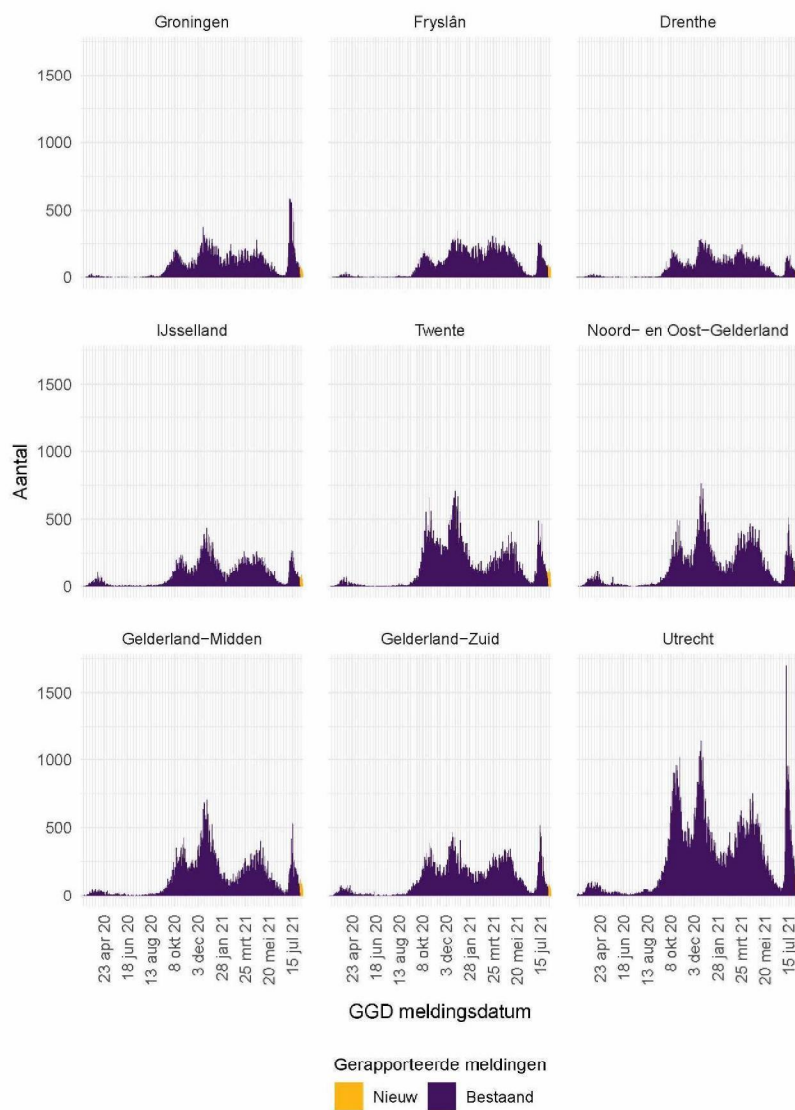 Groningen Fryslân Drenthe
1500
1000
500
0
IJsselland Twente Noord- en Oost-Gelderland
1500
1000
500
0
Aantal
Gelderland-Midden Gelderland-Zuid Utrecht
1500
1000
500
0
23 apr 20 18 jun 20 13 aug 20 8 okt 20 3 dec 20 28 jan 21 25 mrt 21 20 mei 21 15 jul 21 23 apr 20 18 jun 20 13 aug 20 8 okt 20 3 dec 20 28 jan 21 25 mrt 21 20 mei 21 15 jul 21 23 apr 20 18 jun 20 13 aug 20 8 okt 20 3 dec 20 28 jan 21 25 mrt 21 20 mei 21 15 jul 21
GGD meldingsdatum
Gerapporteerde meldingen
Nieuw Bestaand